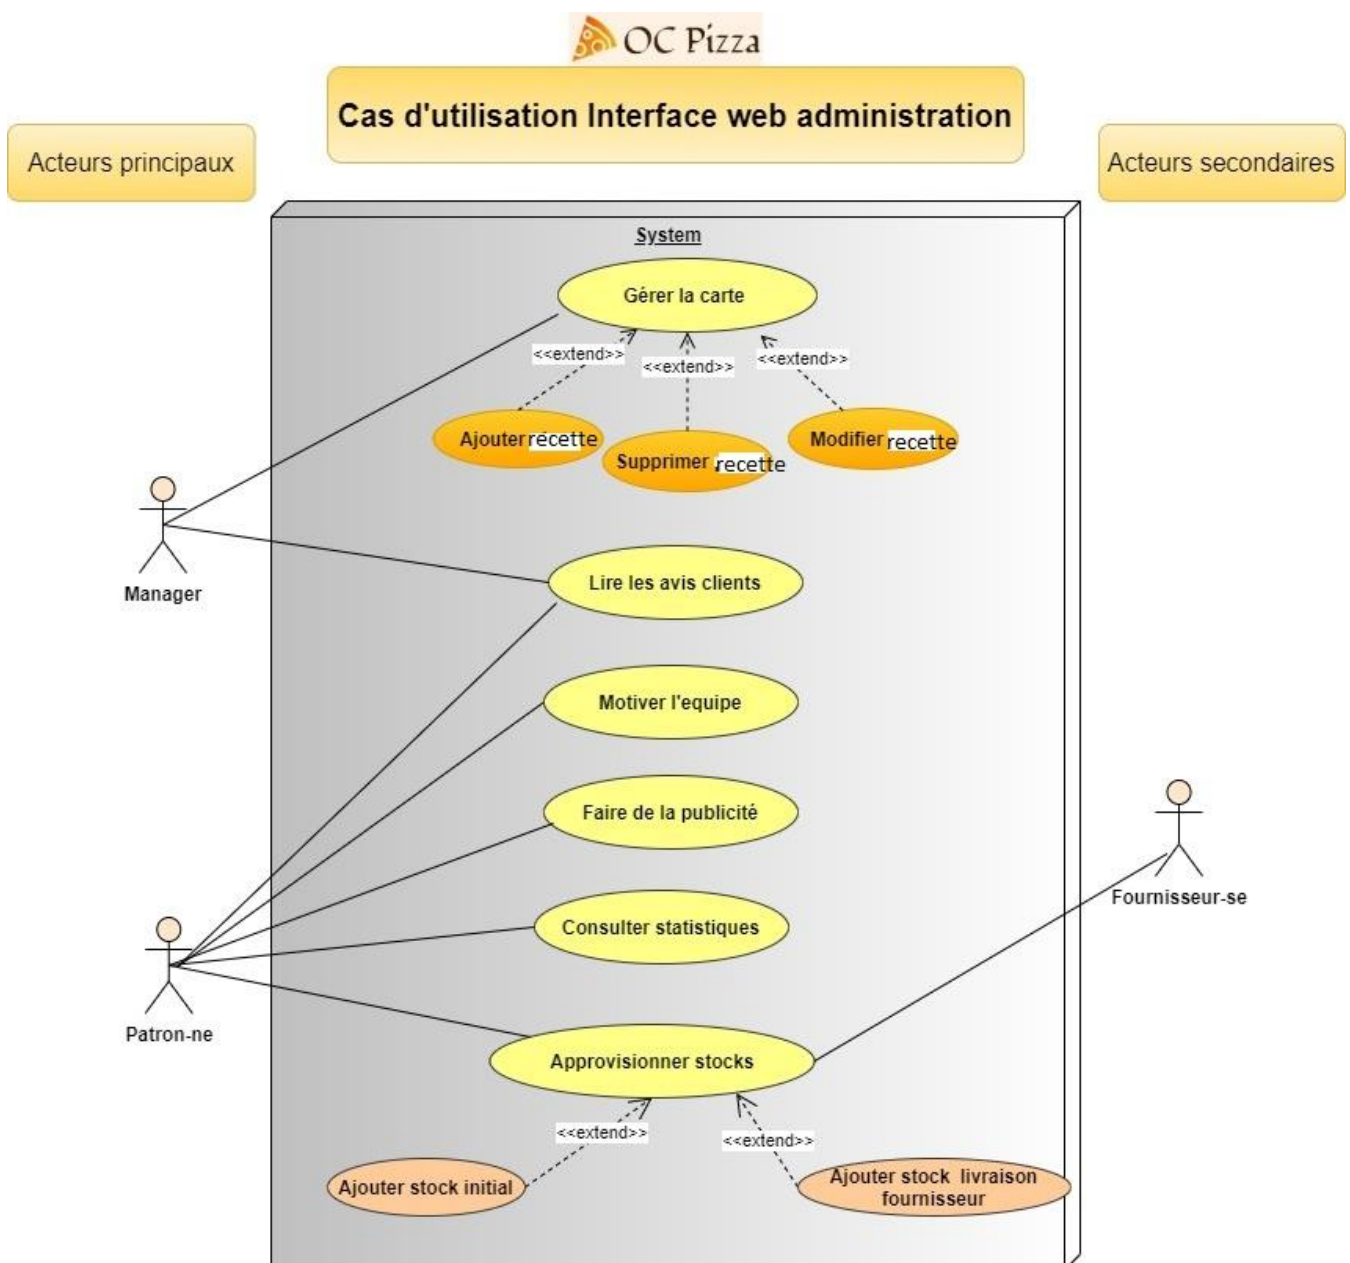 OC Pizza
Cas d'utilisation Interface web administration
Acteurs principaux
Acteurs secondaires
System
Gérer la carte
<<extend>>
<<extend>>
<<extend>>
Ajouter recette
Supprimer recette
Modifier recette
Manager
Lire les avis clients
Motiver l'equipe
Faire de la publicité
Fournisseur-se
Consulter statistiques
Patron-ne
Approvisionner stocks
<<extend>>
<<extend>>
Ajouter stock initial
Ajouter stock livraison
fournisseur